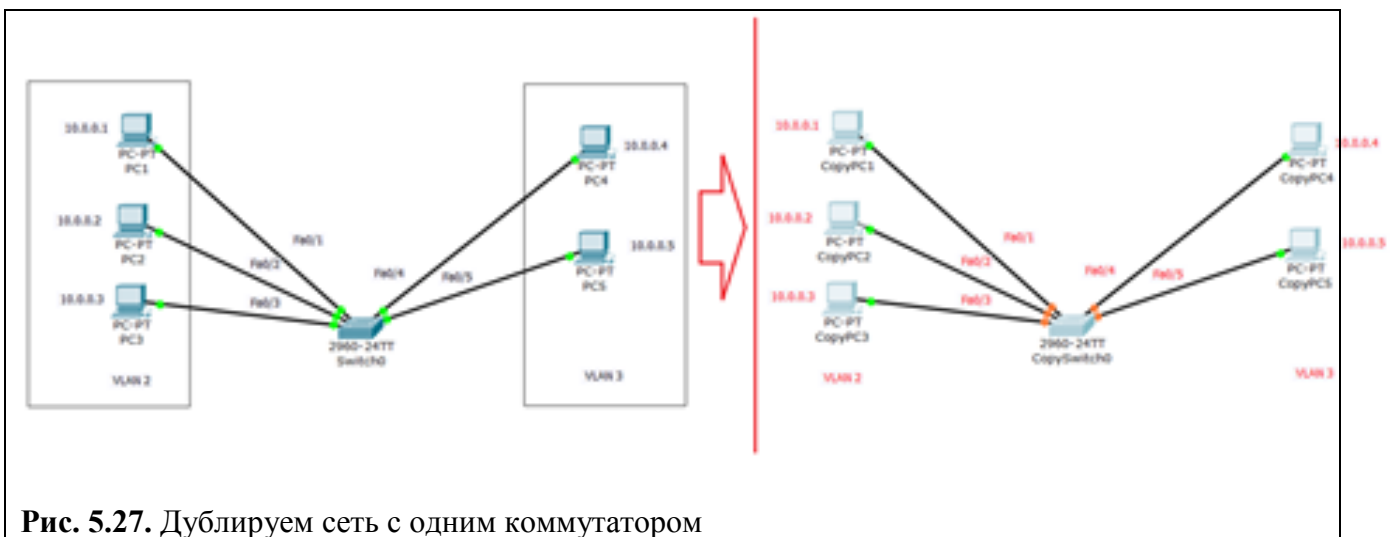 10.0.0.1
PC-PT
PC1
10.0.0.2
PC-PT
PC2
10.0.0.3
PC-PT
PC3
VLAN 2
Fa0/1
Fa0/2
Fa0/3
Fa0/4
Fa0/5
2960-24TT
Switch0
10.0.0.4
PC-PT
PC4
10.0.0.5
PC-PT
PC5
VLAN 3
10.0.0.1
PC-PT
CopyPC1
10.0.0.2
PC-PT
CopyPC2
10.0.0.3
PC-PT
CopyPC3
VLAN 2
Fa0/1
Fa0/2
Fa0/3
Fa0/4
Fa0/5
2960-24TT
CopySwitch0
10.0.0.4
PC-PT
CopyPC4
10.0.0.5
PC-PT
CopyPC5
VLAN 3
Рис. 5.27. Дублируем сеть с одним коммутатором